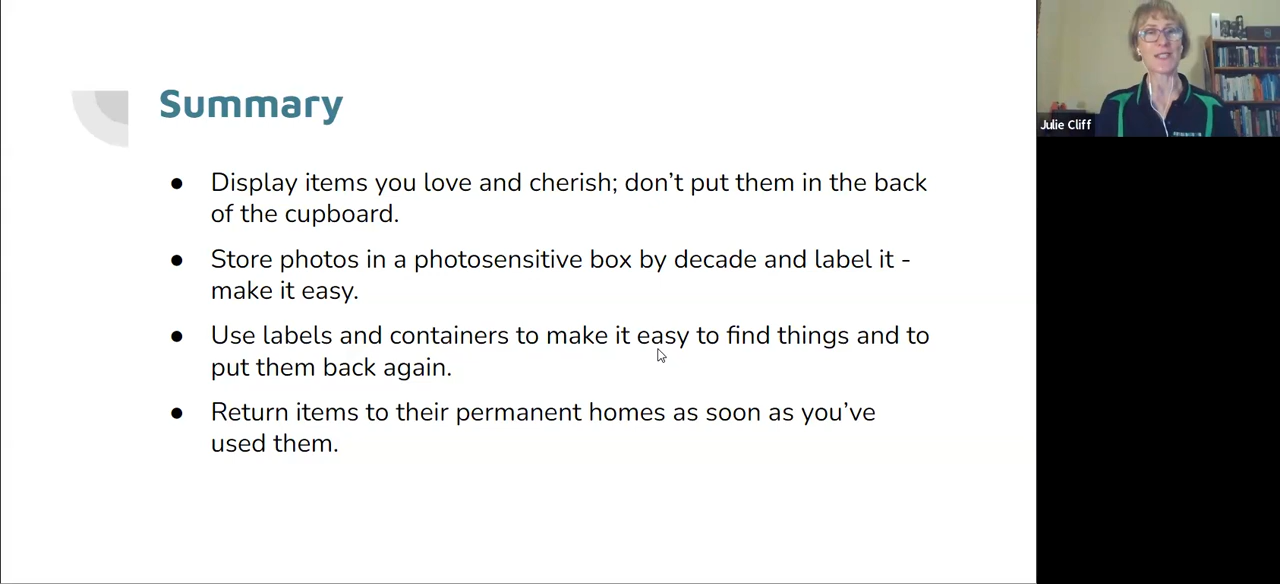 Summary
● Display items you love and cherish; don’t put them in the back
of the cupboard.
● Store photos in a photosensitive box by decade and label it -
make it easy.
● Use labels and containers to make it easy to find things and to
put them back again.
● Return items to their permanent homes as soon as you’ve
used them.
Julie Cliff